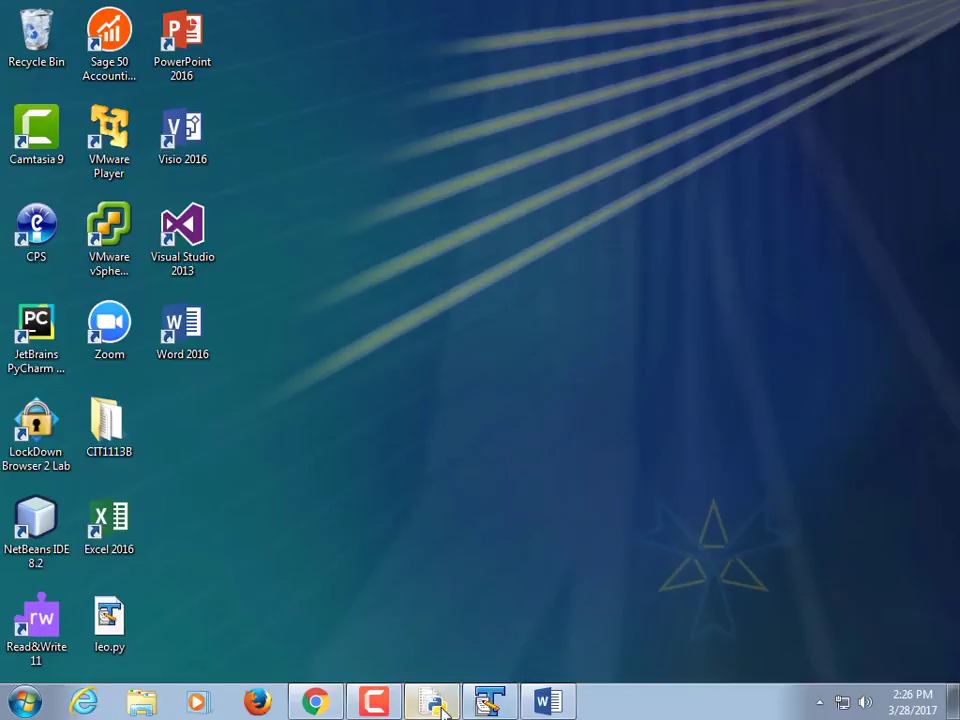 Recycle Bin
Sage 50
Accounti...
PowerPoint
2016
Camtasia 9
VMware
Player
Visio 2016
CPS
VMware
vSphe...
Visual Studio
2013
PC
JetBrains
PyCharm ...
Zoom
Word 2016
LockDown
Browser 2 Lab
CIT1113B
NetBeans IDE
8.2
Excel 2016
rw
Read&Write
11
leo.py
2:26 PM
3/28/2017